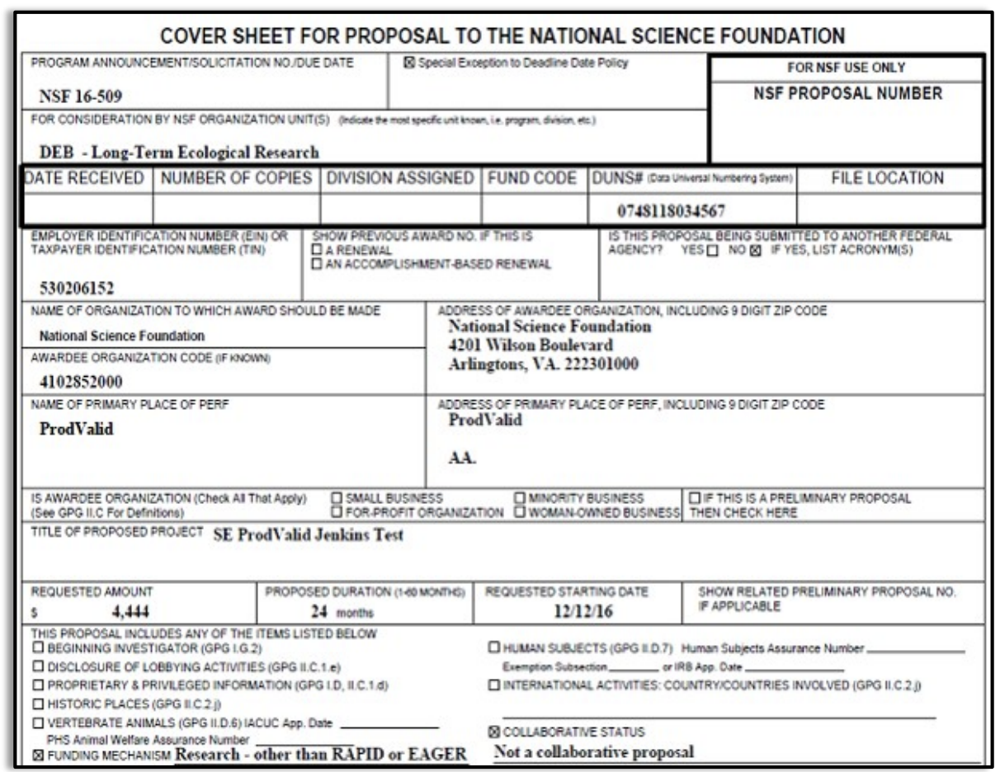 COVER SHEET FOR PROPOSAL TO THE NATIONAL SCIENCE FOUNDATION
PROGRAM ANNOUNCEMENT/SOLICITATION NO./DUE DATE
☒ Special Exception to Deadline Date Policy
FOR NSF USE ONLY
NSF PROPOSAL NUMBER
NSF 16-509
FOR CONSIDERATION BY NSF ORGANIZATION UNIT(S) (Indicate the most specific unit known, i.e. program, division, etc.)
DEB - Long-Term Ecological Research
DATE RECEIVED NUMBER OF COPIES DIVISION ASSIGNED FUND CODE DUNS# (Data Universal Numbering System) FILE LOCATION
0748118034567
EMPLOYER IDENTIFICATION NUMBER (EIN) OR
TAXPAYER IDENTIFICATION NUMBER (TIN)
530206152
SHOW PREVIOUS AWARD NO. IF THIS IS
☐ A RENEWAL
☐ AN ACCOMPLISHMENT-BASED RENEWAL
IS THIS PROPOSAL BEING SUBMITTED TO ANOTHER FEDERAL
AGENCY? YES ☐ NO ☒ IF YES, LIST ACRONYM(S)
NAME OF ORGANIZATION TO WHICH AWARD SHOULD BE MADE
National Science Foundation
ADDRESS OF AWARDEE ORGANIZATION, INCLUDING 9 DIGIT ZIP CODE
National Science Foundation
4201 Wilson Boulevard
Arlingtons, VA. 222301000
AWARDEE ORGANIZATION CODE (IF KNOWN)
4102852000
NAME OF PRIMARY PLACE OF PERF
ProdValid
ADDRESS OF PRIMARY PLACE OF PERF, INCLUDING 9 DIGIT ZIP CODE
ProdValid
AA.
IS AWARDEE ORGANIZATION (Check All That Apply)
(See GPG II.C For Definitions)
☐ SMALL BUSINESS
☐ FOR-PROFIT ORGANIZATION
☐ MINORITY BUSINESS
☐ WOMAN-OWNED BUSINESS
☐ IF THIS IS A PRELIMINARY PROPOSAL
THEN CHECK HERE
TITLE OF PROPOSED PROJECT SE ProdValid Jenkins Test
REQUESTED AMOUNT
$ 4,444
PROPOSED DURATION (1-60 MONTHS)
24 months
REQUESTED STARTING DATE
12/12/16
SHOW RELATED PRELIMINARY PROPOSAL NO.
IF APPLICABLE
THIS PROPOSAL INCLUDES ANY OF THE ITEMS LISTED BELOW
☐ BEGINNING INVESTIGATOR (GPG I.G.2)
☐ DISCLOSURE OF LOBBYING ACTIVITIES (GPG II.C.1.e)
☐ PROPRIETARY & PRIVILEGED INFORMATION (GPG I.D, II.C.1.d)
☐ HISTORIC PLACES (GPG II.C.2.j)
☐ VERTEBRATE ANIMALS (GPG II.D.6) IACUC App. Date
PHS Animal Welfare Assurance Number
☒ FUNDING MECHANISM Research - other than RAPID or EAGER
☐ HUMAN SUBJECTS (GPG II.D.7) Human Subjects Assurance Number
Exemption Subsection or IRB App. Date
☐ INTERNATIONAL ACTIVITIES: COUNTRY/COUNTRIES INVOLVED (GPG II.C.2.j)
☒ COLLABORATIVE STATUS
Not a collaborative proposal